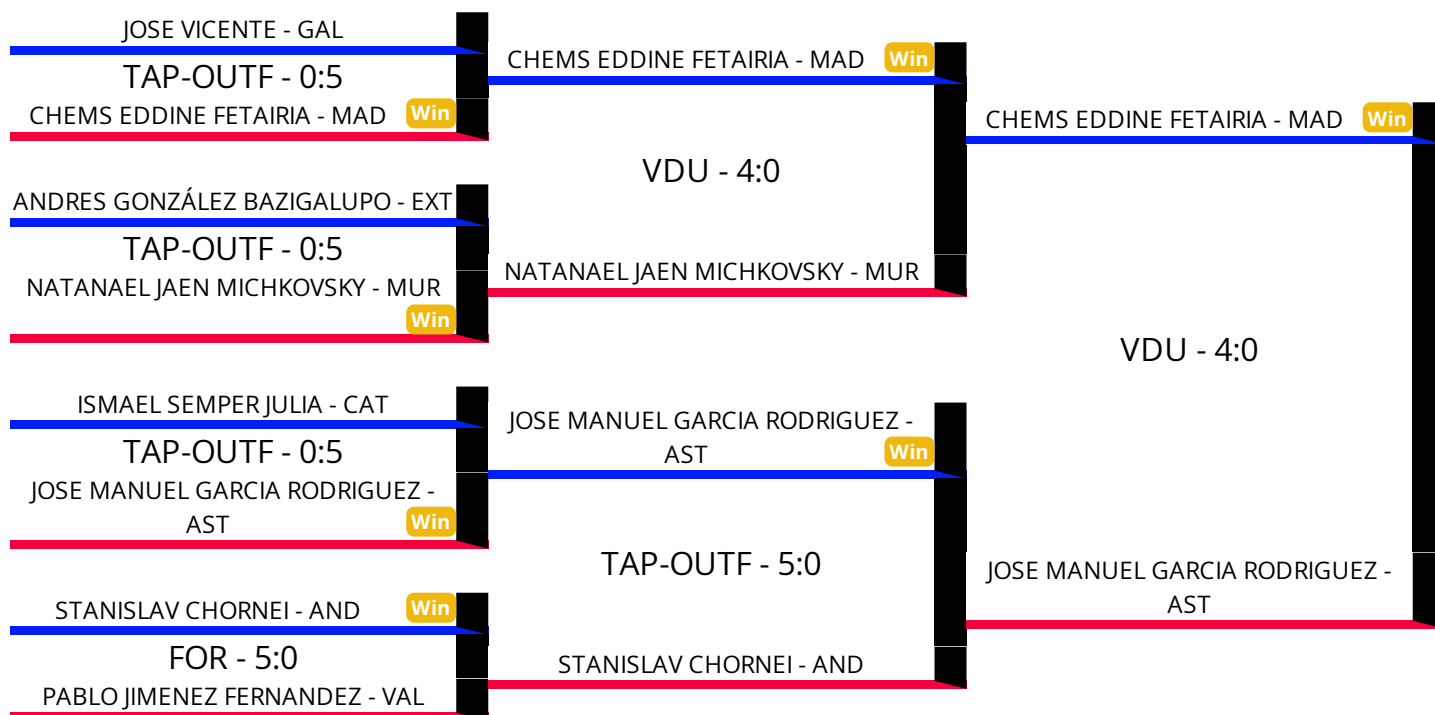 JOSE VICENTE - GAL
TAP-OUTF - 0:5
CHEMS EDDINE FETAIRIA - MAD Win
ANDRES GONZÁLEZ BAZIGALUPO - EXT
TAP-OUTF - 0:5
NATANAEL JAEN MICHKOVSKY - MUR
Win
ISMAEL SEMPER JULIA - CAT
TAP-OUTF - 0:5
JOSE MANUEL GARCIA RODRIGUEZ -
AST Win
STANISLAV CHORNEI - AND Win
FOR - 5:0
PABLO JIMENEZ FERNANDEZ - VAL
CHEMS EDDINE FETAIRIA - MAD Win
VDU - 4:0
NATANAEL JAEN MICHKOVSKY - MUR
JOSE MANUEL GARCIA RODRIGUEZ -
AST Win
TAP-OUTF - 5:0
STANISLAV CHORNEI - AND
CHEMS EDDINE FETAIRIA - MAD Win
VDU - 4:0
JOSE MANUEL GARCIA RODRIGUEZ -
AST